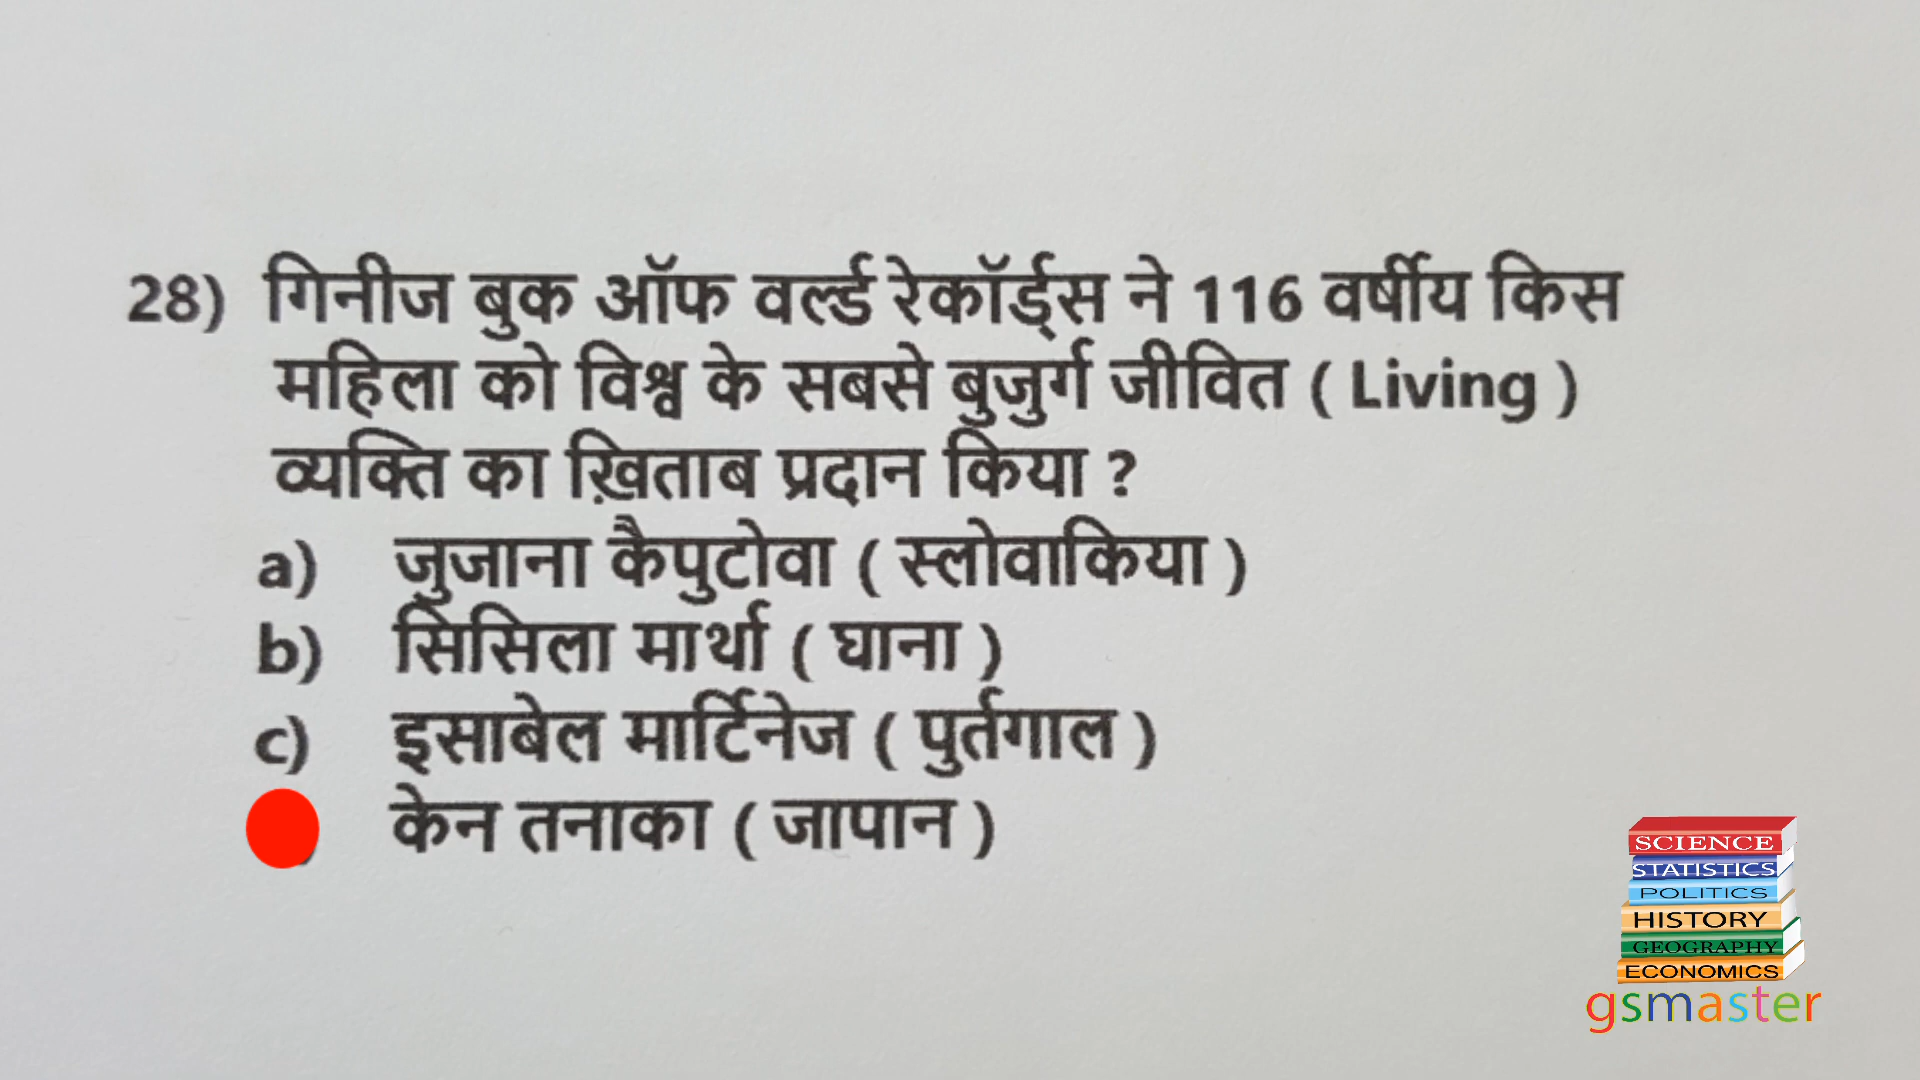 28) गिनीज बुक ऑफ वर्ल्ड रेकॉर्ड्स ने 116 वर्षीय किस
महिला को विश्व के सबसे बुजुर्ग जीवित ( Living )
व्यक्ति का ख़िताब प्रदान किया ?
a) जुजाना कैपुटोवा ( स्लोवाकिया )
b) सिसिला मार्था ( घाना )
c) इसाबेल मार्टिनेज ( पुर्तगाल )
केन तनाका ( जापान )
SCIENCE
STATISTICS
POLITICS
HISTORY
GEOGRAPHY
ECONOMICS
gsmaster